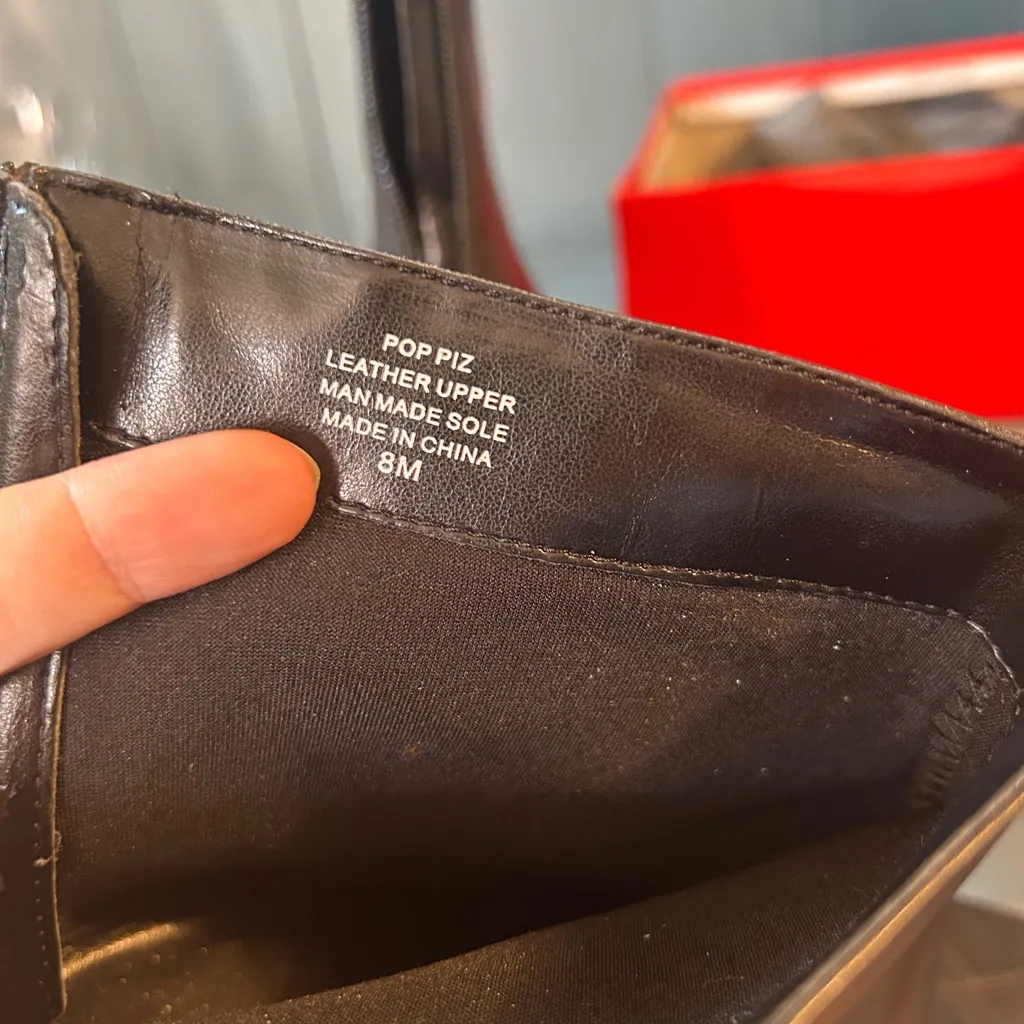 POP PIZ
LEATHER UPPER
MAN MADE SOLE
MADE IN CHINA
8M